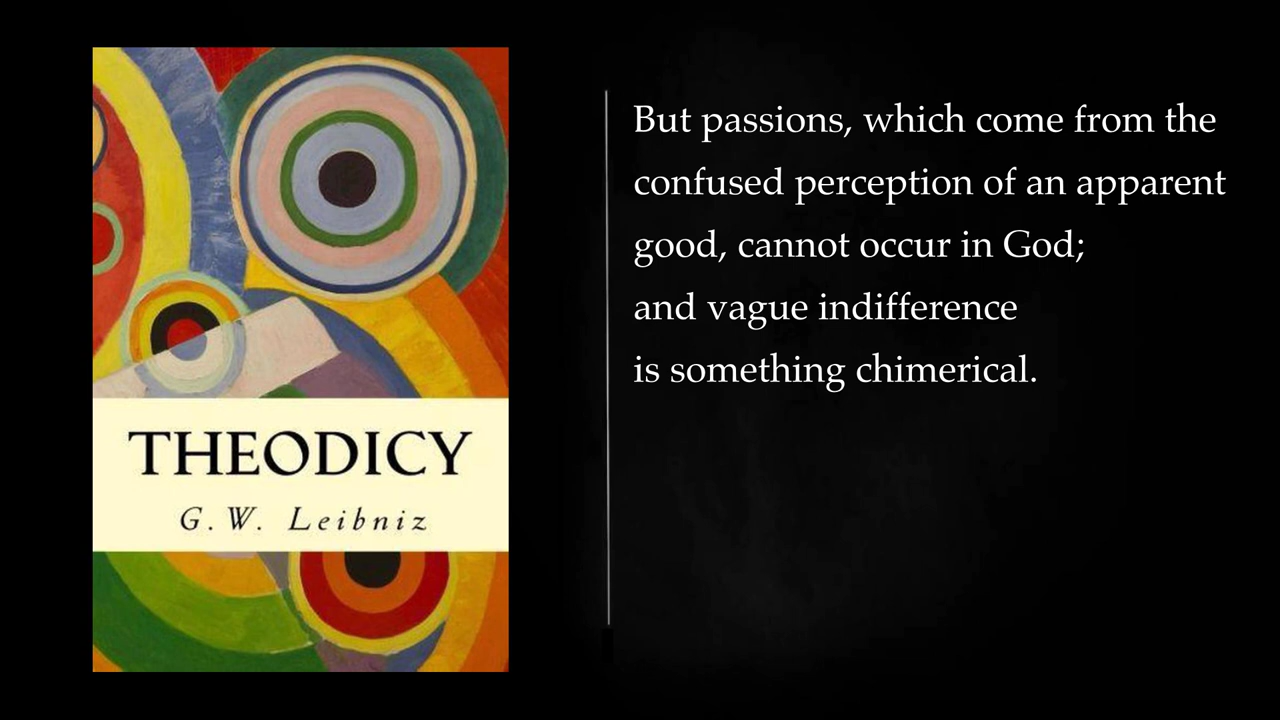 THEODICY
G. W. Leibniz
But passions, which come from the
confused perception of an apparent
good, cannot occur in God;
and vague indifference
is something chimerical.